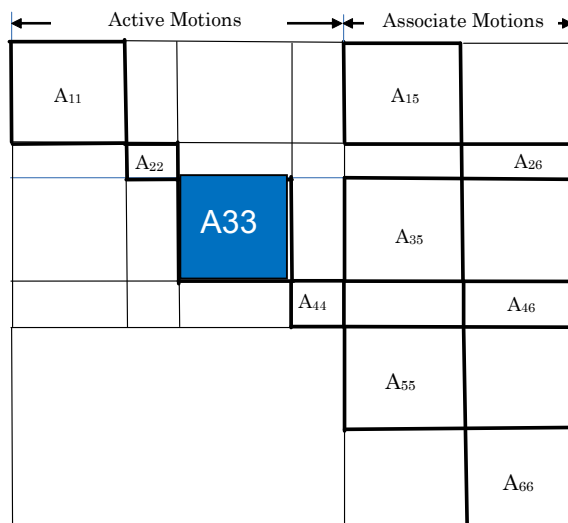 Active Motions Associate Motions
A₁₁ A₁₅
A₂₂ A₂₆
A33 A₃₅
A₄₄ A₄₆
A₅₅
A₆₆